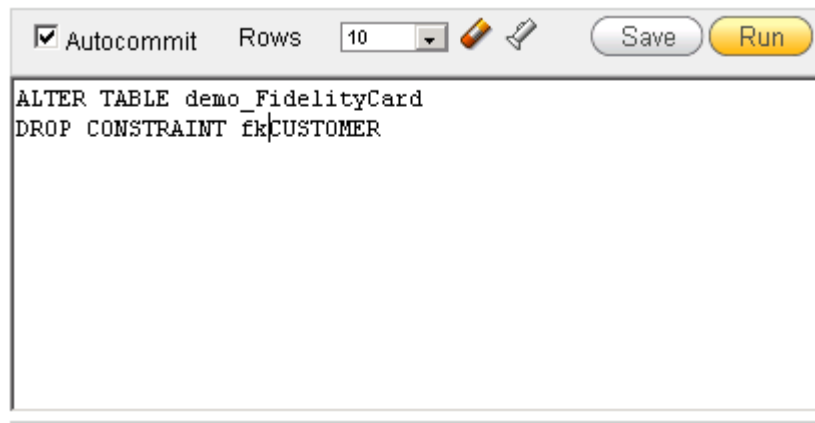 Autocommit Rows 10 Save Run
ALTER TABLE demo_FidelityCard
DROP CONSTRAINT fkCUSTOMER